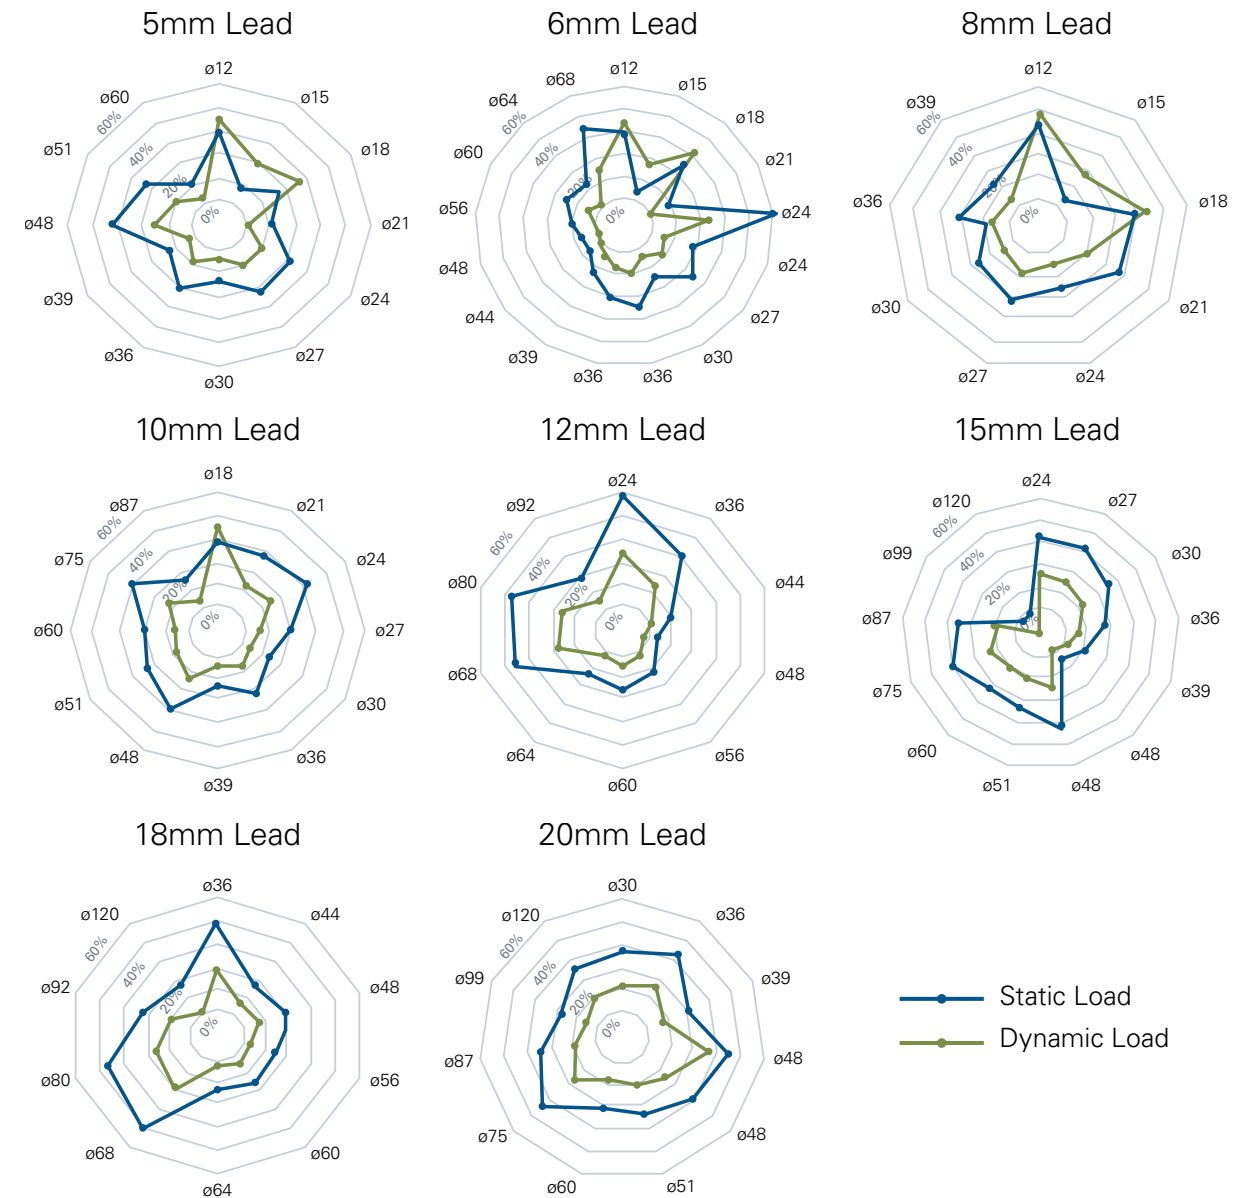 5mm Lead
ø12
ø15
ø18
ø21
ø24
ø27
ø30
ø36
ø39
ø48
ø51
ø60
60%
40%
20%
0%
6mm Lead
ø12
ø15
ø18
ø21
ø24
ø24
ø27
ø30
ø36
ø36
ø39
ø44
ø48
ø56
ø60
ø64
ø68
60%
40%
20%
0%
8mm Lead
ø12
ø15
ø18
ø21
ø24
ø27
ø30
ø36
ø39
60%
40%
20%
0%
10mm Lead
ø18
ø21
ø24
ø27
ø30
ø36
ø39
ø48
ø51
ø60
ø75
ø87
60%
40%
20%
0%
12mm Lead
ø24
ø36
ø44
ø48
ø56
ø60
ø64
ø68
ø80
ø92
60%
40%
20%
0%
15mm Lead
ø24
ø27
ø30
ø36
ø39
ø48
ø48
ø51
ø60
ø75
ø87
ø99
ø120
60%
40%
20%
0%
18mm Lead
ø36
ø44
ø48
ø56
ø60
ø64
ø68
ø80
ø92
ø120
60%
40%
20%
0%
20mm Lead
ø30
ø36
ø39
ø48
ø48
ø51
ø60
ø75
ø87
ø99
ø120
60%
40%
20%
0%
Static Load
Dynamic Load